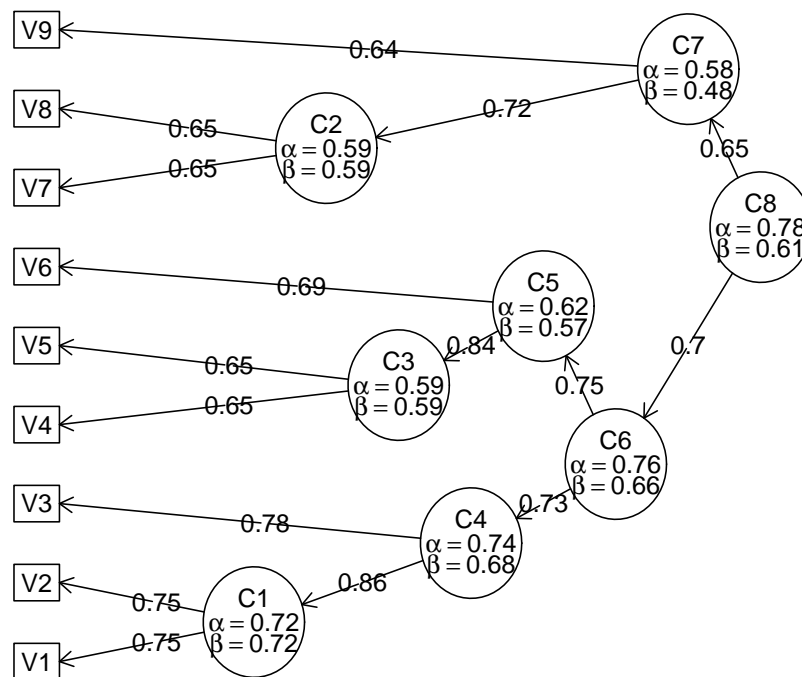 V9
C7
α = 0.58
β = 0.48
0.64
V8
0.72
C2
α = 0.59
β = 0.59
0.65
0.65
V7
0.65
C8
α = 0.78
β = 0.61
V6
C5
α = 0.62
β = 0.57
0.69
V5
0.84
0.7
C3
α = 0.59
β = 0.59
0.65
0.65
V4
0.75
C6
α = 0.76
β = 0.66
V3
0.73
C4
α = 0.74
β = 0.68
0.78
V2
0.86
C1
α = 0.72
β = 0.72
0.75
0.75
V1